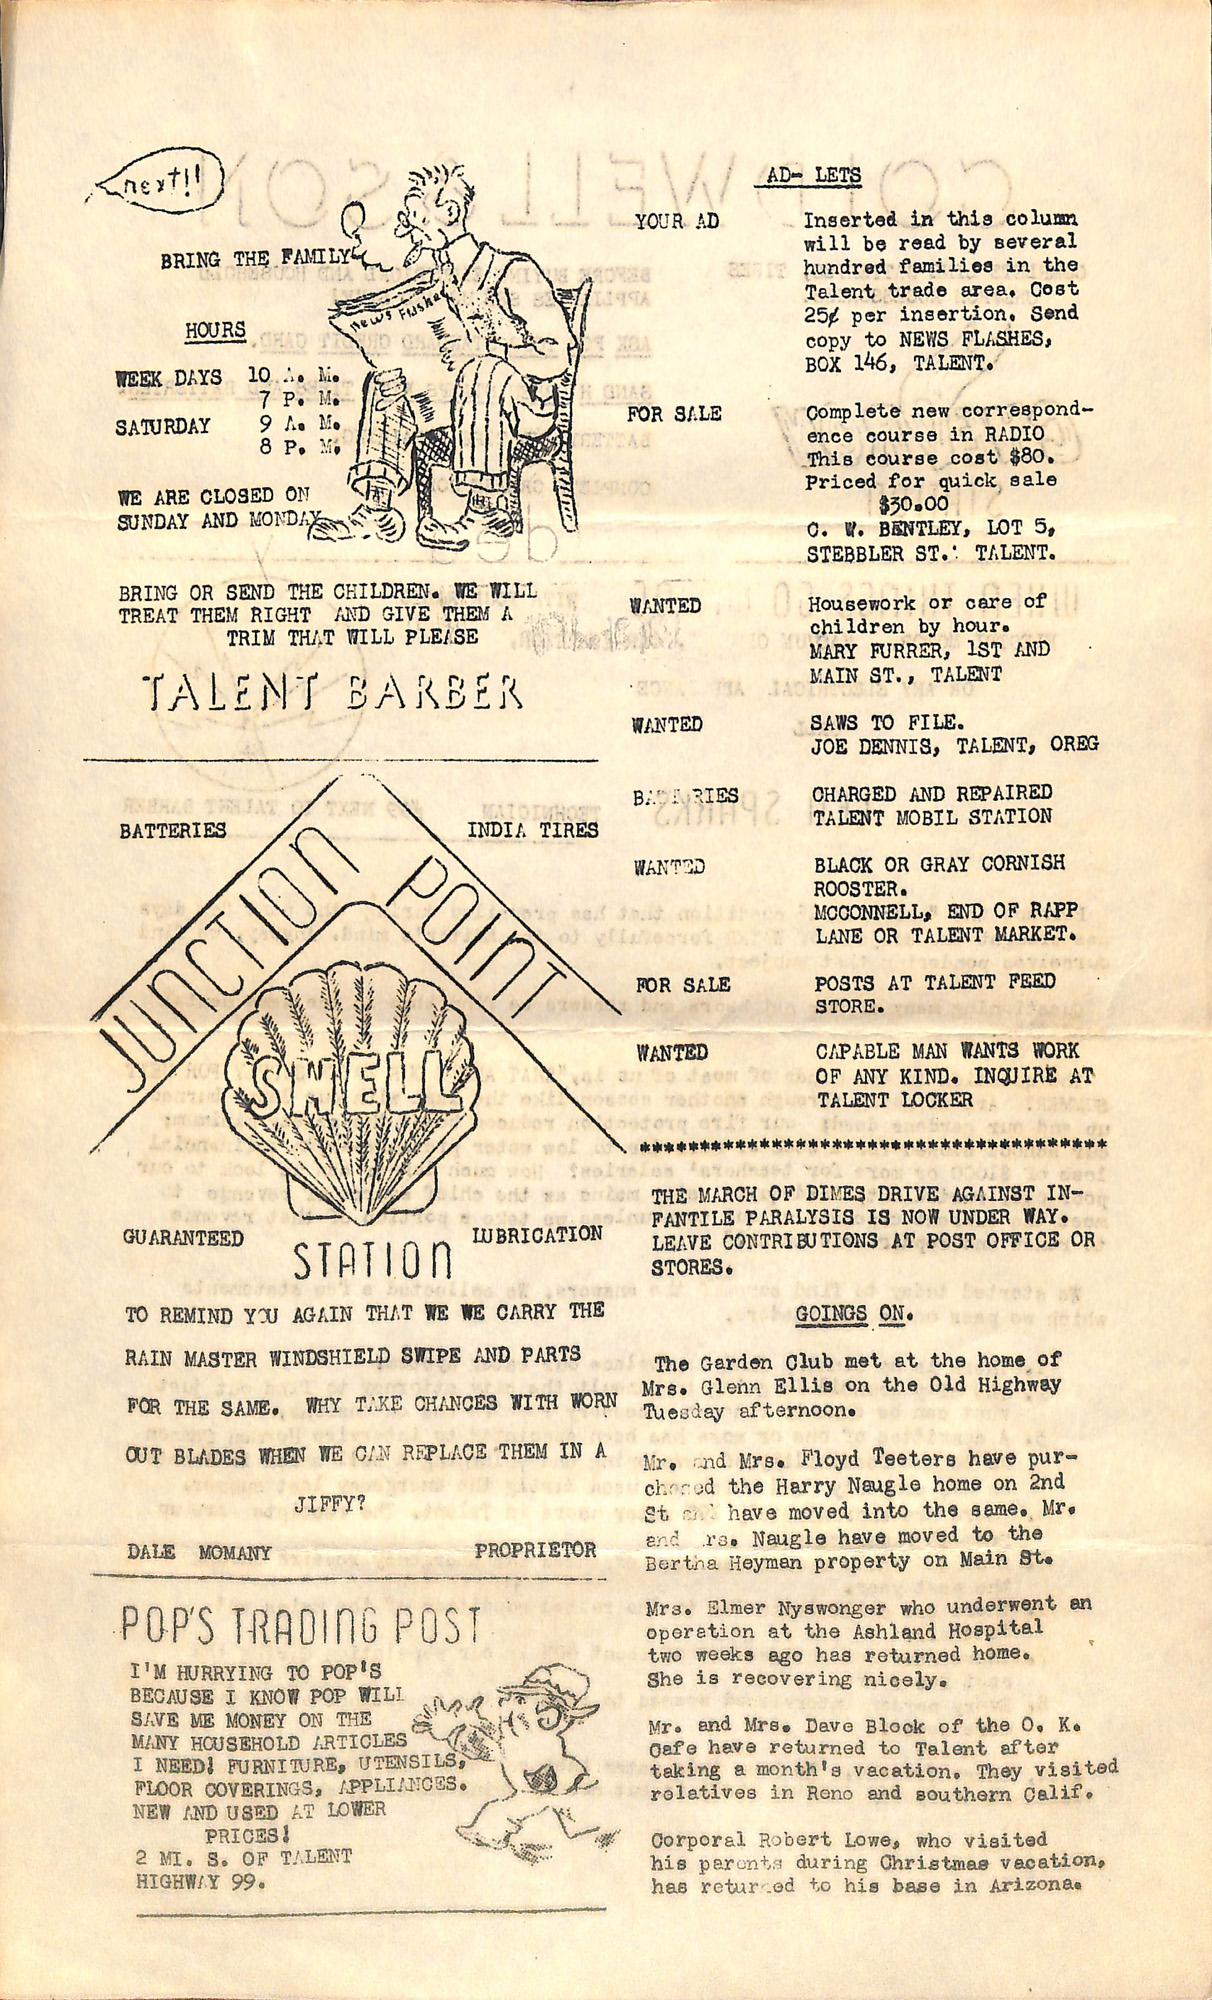 next!!
BRING THE FAMILY
News Flashes
HOURS
WEEK DAYS 10 A. M.
7 P. M.
SATURDAY 9 A. M.
8 P. M.
WE ARE CLOSED ON
SUNDAY AND MONDAY
BRING OR SEND THE CHILDREN. WE WILL
TREAT THEM RIGHT AND GIVE THEM A
TRIM THAT WILL PLEASE
TALENT BARBER
BATTERIES INDIA TIRES
JUNCTION POINT
SHELL
GUARANTEED LUBRICATION
STATION
TO REMIND YOU AGAIN THAT WE WE CARRY THE
RAIN MASTER WINDSHIELD SWIPE AND PARTS
FOR THE SAME. WHY TAKE CHANCES WITH WORN
OUT BLADES WHEN WE CAN REPLACE THEM IN A
JIFFY?
DALE MOMANY PROPRIETOR
POP'S TRADING POST
I'M HURRYING TO POP'S
BECAUSE I KNOW POP WILL
SAVE ME MONEY ON THE
MANY HOUSEHOLD ARTICLES
I NEED! FURNITURE, UTENSILS,
FLOOR COVERINGS, APPLIANCES.
NEW AND USED AT LOWER
PRICES!
2 MI. S. OF TALENT
HIGHWAY 99.
AD- LETS
YOUR AD Inserted in this column
will be read by several
hundred families in the
Talent trade area. Cost
25¢ per insertion. Send
copy to NEWS FLASHES,
BOX 146, TALENT.
FOR SALE Complete new correspond-
ence course in RADIO
This course cost $80.
Priced for quick sale
$30.00
C. W. BENTLEY, LOT 5,
STEBBLER ST. TALENT.
WANTED Housework or care of
children by hour.
MARY FURRER, 1ST AND
MAIN ST., TALENT
WANTED SAWS TO FILE.
JOE DENNIS, TALENT, OREG
BATTERIES CHARGED AND REPAIRED
TALENT MOBIL STATION
WANTED BLACK OR GRAY CORNISH
ROOSTER.
MCCONNELL, END OF RAPP
LANE OR TALENT MARKET.
FOR SALE POSTS AT TALENT FEED
STORE.
WANTED CAPABLE MAN WANTS WORK
OF ANY KIND. INQUIRE AT
TALENT LOCKER
****************************************
THE MARCH OF DIMES DRIVE AGAINST IN-
FANTILE PARALYSIS IS NOW UNDER WAY.
LEAVE CONTRIBUTIONS AT POST OFFICE OR
STORES.
GOINGS ON.
The Garden Club met at the home of
Mrs. Glenn Ellis on the Old Highway
Tuesday afternoon.
Mr. and Mrs. Floyd Teeters have pur-
chased the Harry Naugle home on 2nd
St and have moved into the same. Mr.
and Mrs. Naugle have moved to the
Bertha Heyman property on Main St.
Mrs. Elmer Nyswonger who underwent an
operation at the Ashland Hospital
two weeks ago has returned home.
She is recovering nicely.
Mr. and Mrs. Dave Block of the O. K.
Cafe have returned to Talent after
taking a month's vacation. They visited
relatives in Reno and southern Calif.
Corporal Robert Lowe, who visited
his parents during Christmas vacation,
has returned to his base in Arizona.